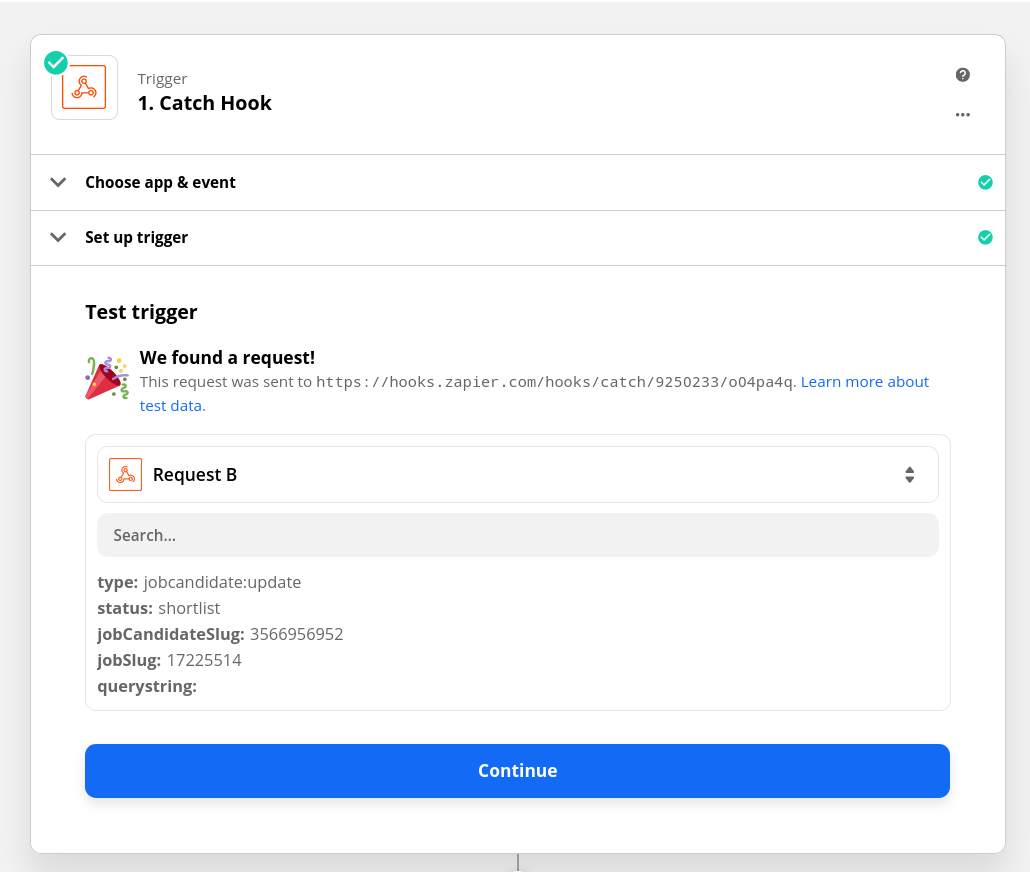 Trigger
1. Catch Hook
Choose app & event
Set up trigger
Test trigger
We found a request!
This request was sent to https://hooks.zapier.com/hooks/catch/9250233/o04pa4q. Learn more about
test data.
Request B
Search...
type: jobcandidate:update
status: shortlist
jobCandidateSlug: 3566956952
jobSlug: 17225514
querystring:
Continue